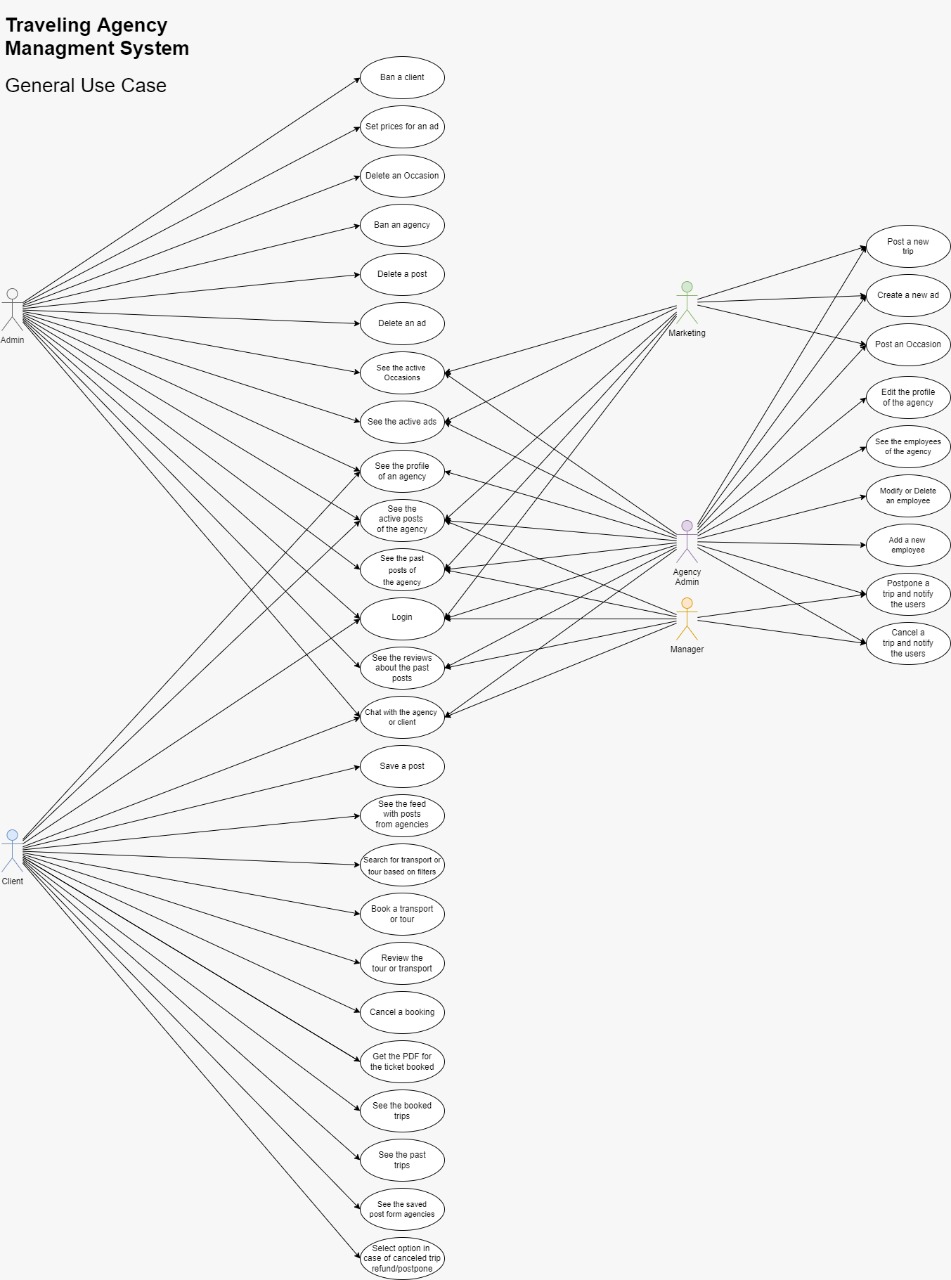 Traveling Agency
Managment System
General Use Case
Ban a client
Set prices for an ad
Delete an Occasion
Ban an agency
Delete a post
Delete an ad
See the active
Occasions
See the active ads
See the profile
of an agency
See the
active posts
of the agency
See the past
posts of
the agency
Login
See the reviews
about the past
posts
Chat with the agency
or client
Save a post
See the feed
with posts
from agencies
Search for transport or
tour based on filters
Book a transport
or tour
Review the
tour or transport
Cancel a booking
Get the PDF for
the ticket booked
See the booked
trips
See the past
trips
See the saved
post form agencies
Select option in
case of canceled trip
refund/postpone
Admin
Client
Marketing
Agency
Admin
Manager
Post a new
trip
Create a new ad
Post an Occasion
Edit the profile
of the agency
See the employees
of the agency
Modify or Delete
an employee
Add a new
employee
Postpone a
trip and notify
the users
Cancel a
trip and notify
the users